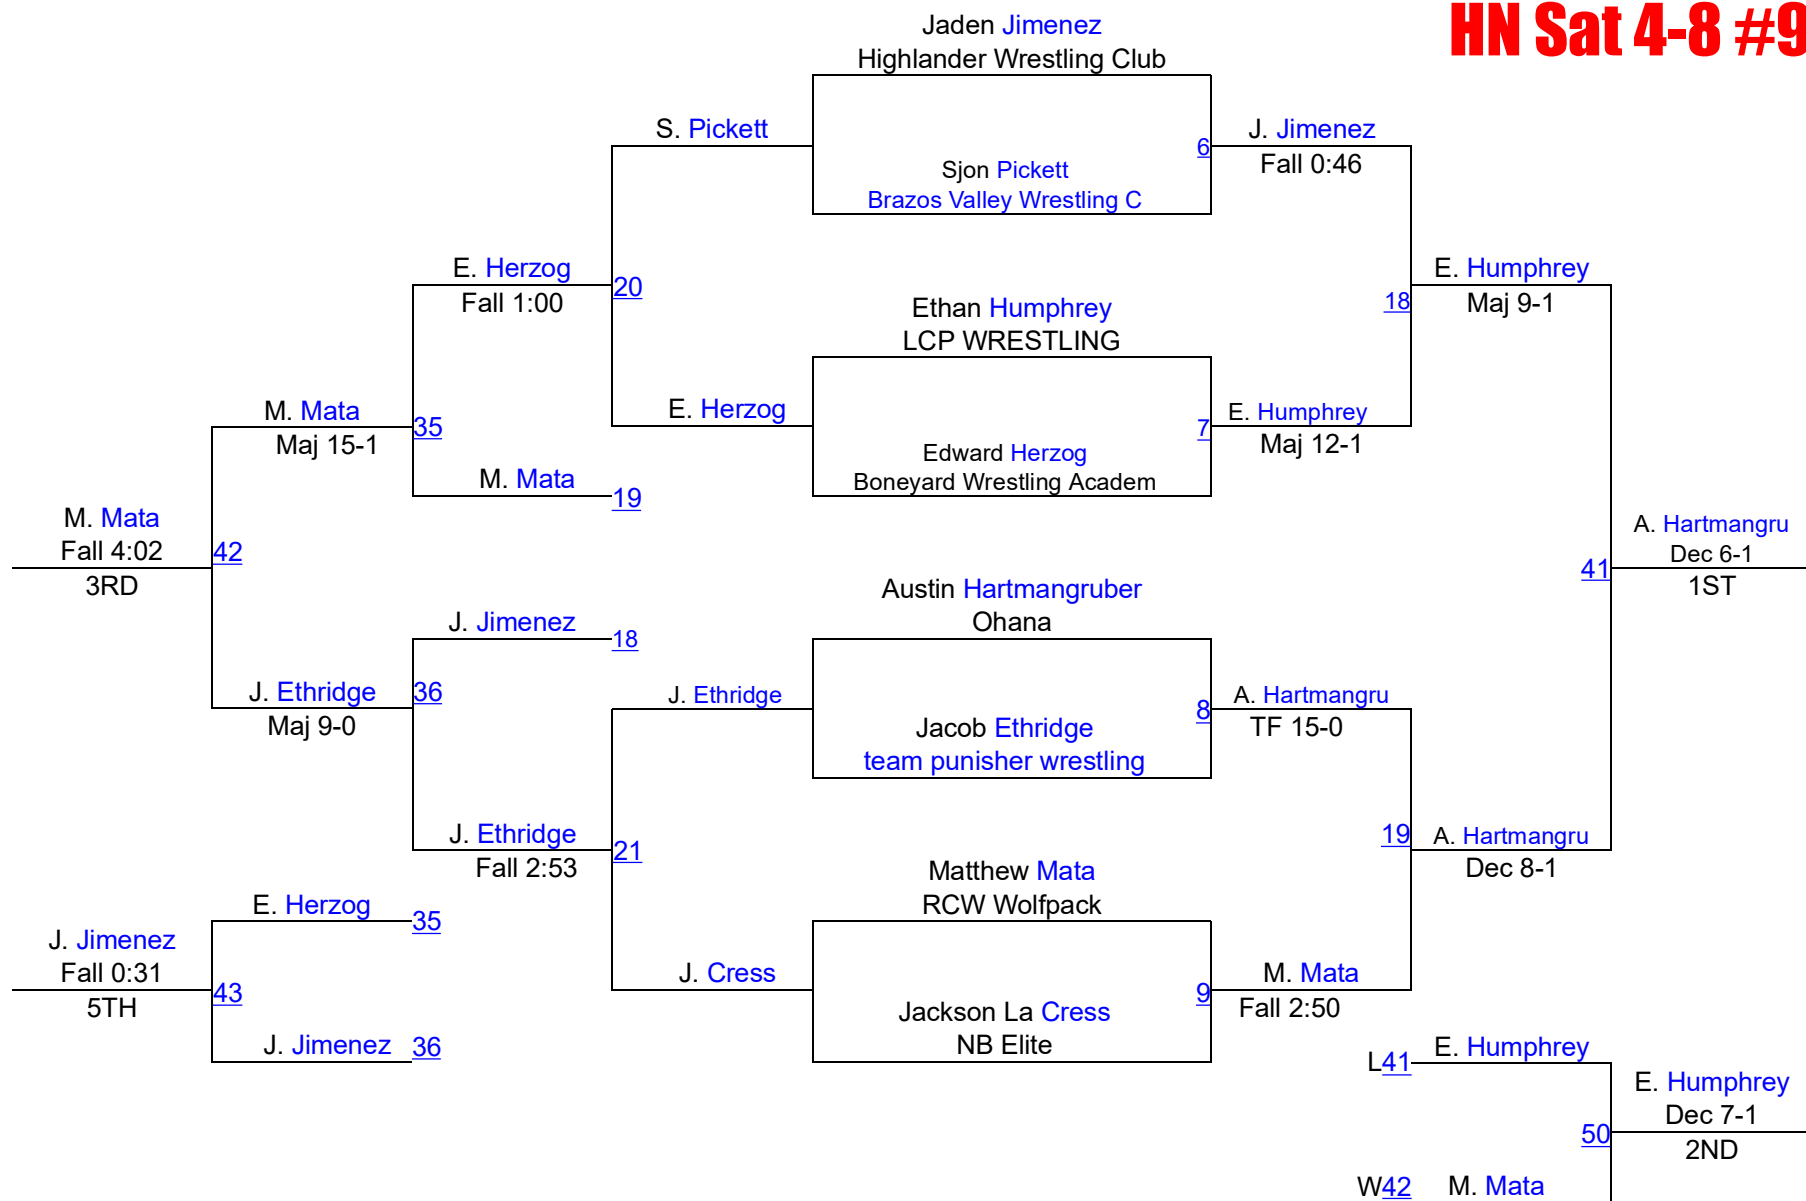 HN Sat 4-8 #9
Jaden Jimenez
Highlander Wrestling Club
S. Pickett
6
J. Jimenez
Fall 0:46
Sjon Pickett
Brazos Valley Wrestling C
E. Herzog
Fall 1:00
20
Ethan Humphrey
LCP WRESTLING
18
E. Humphrey
Maj 9-1
M. Mata
Maj 15-1
35
E. Herzog
7
E. Humphrey
Maj 12-1
Edward Herzog
Boneyard Wrestling Academ
M. Mata
19
M. Mata
Fall 4:02
3RD
42
41
A. Hartmangru
Dec 6-1
1ST
Austin Hartmangruber
Ohana
J. Jimenez
18
J. Ethridge
Maj 9-0
36
J. Ethridge
8
A. Hartmangru
TF 15-0
Jacob Ethridge
team punisher wrestling
J. Ethridge
Fall 2:53
21
19
A. Hartmangru
Dec 8-1
Matthew Mata
RCW Wolfpack
E. Herzog
35
J. Jimenez
Fall 0:31
5TH
43
J. Cress
9
M. Mata
Fall 2:50
Jackson La Cress
NB Elite
J. Jimenez
36
L41
E. Humphrey
50
E. Humphrey
Dec 7-1
2ND
W42
M. Mata